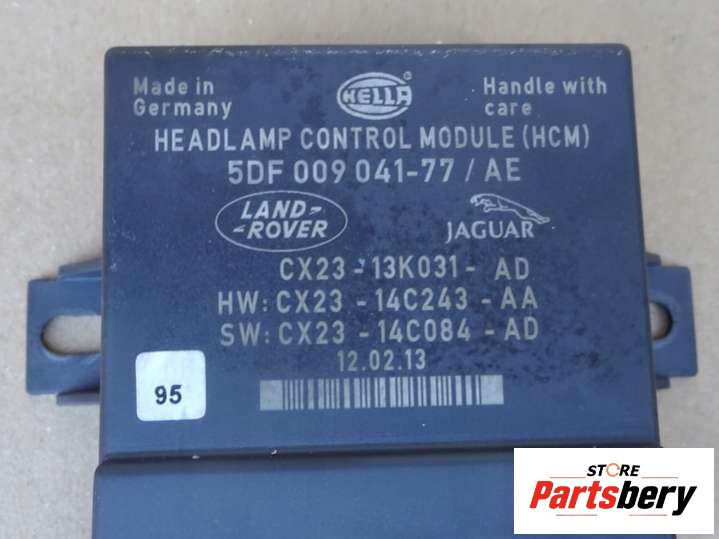 Made in
Germany
HELLA
®
Handle with
care
HEADLAMP CONTROL MODULE (HCM)
5DF 009 041-77 / AE
LAND-
-ROVER
JAGUAR
CX23 - 13K031 - AD
HW: CX23 - 14C243 - AA
SW: CX23 - 14C084 - AD
12.02.13
95
STORE
Partsbery